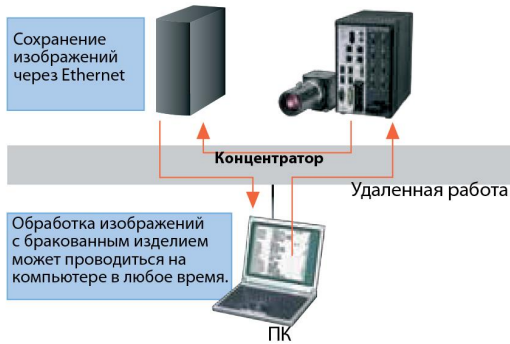 Сохранение
изображений
через Ethernet
Концентратор
Удаленная работа
Обработка изображений
с бракованным изделием
может проводиться на
компьютере в любое время.
ПК